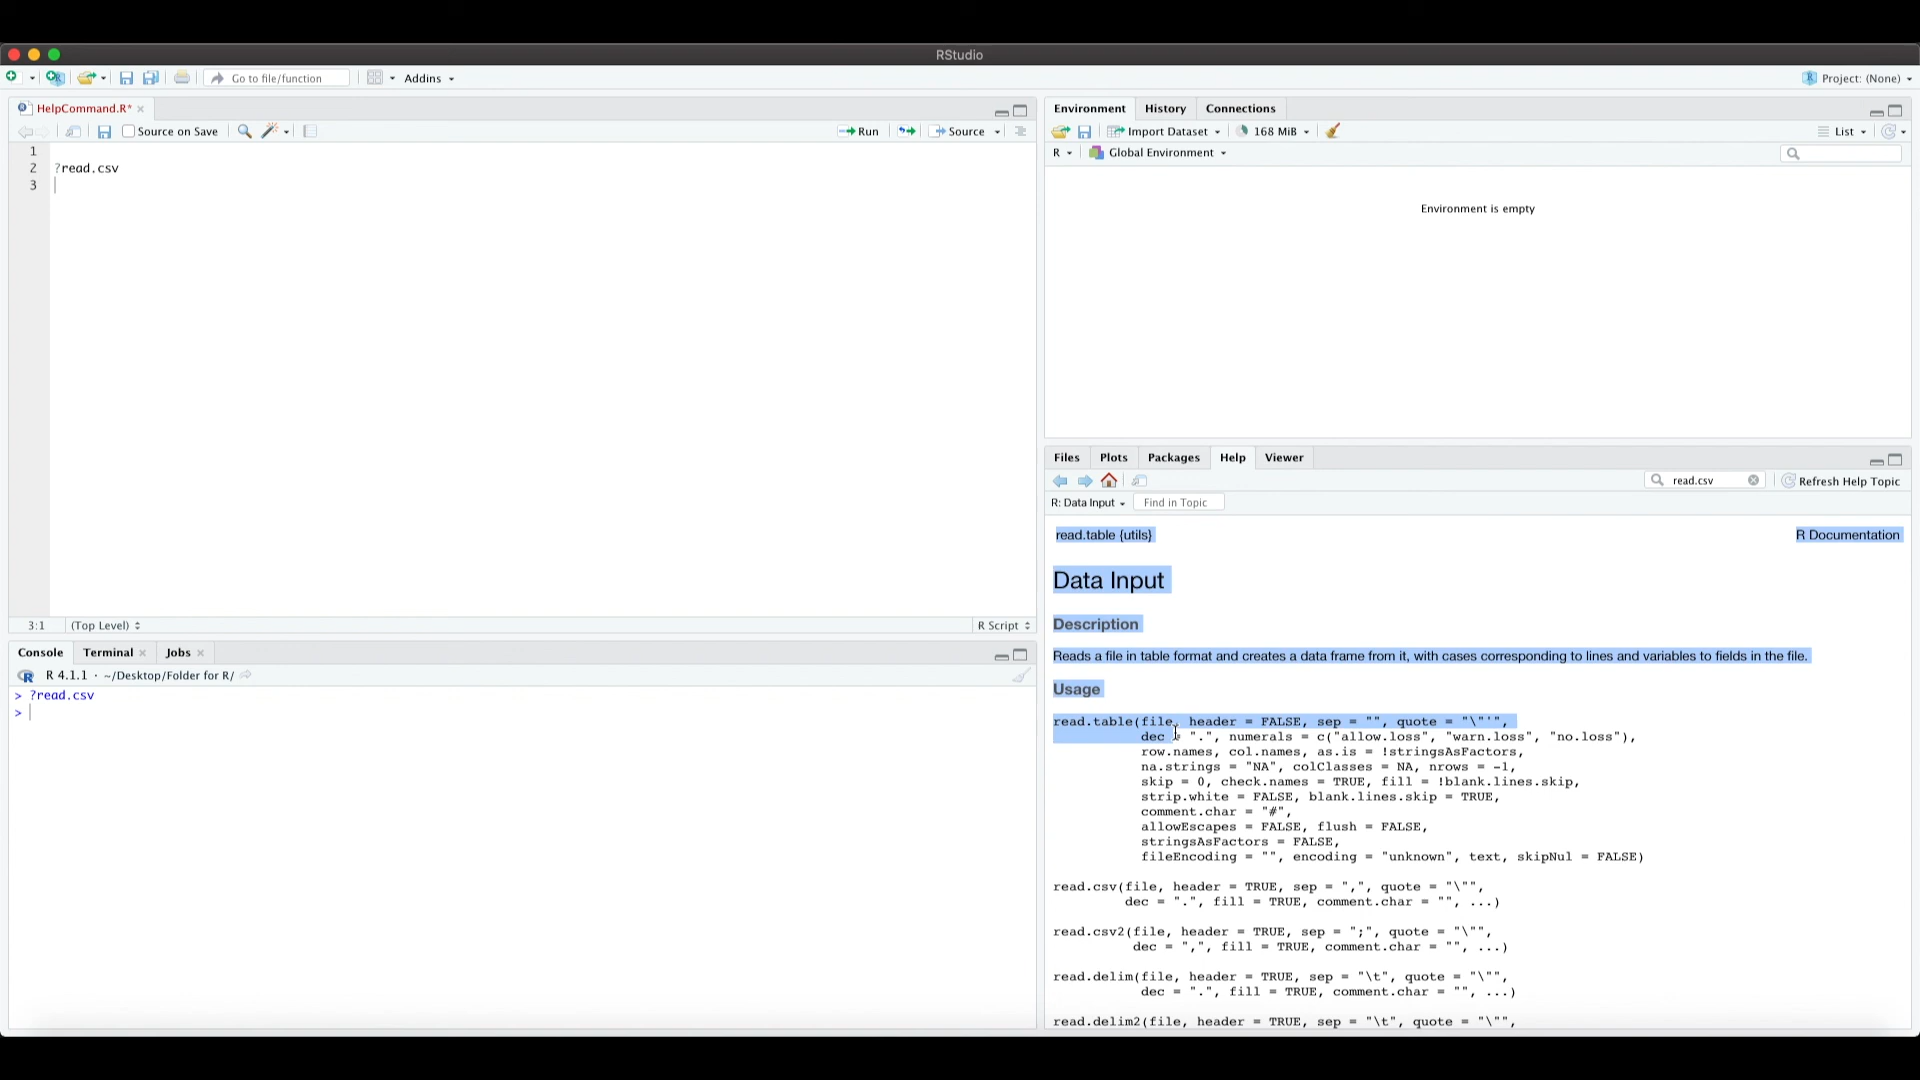 RStudio
Go to file/function
Addins
Project: (None)
HelpCommand.R*
Source on Save
Run
Source
1
2 ?read.csv
3
3:1 (Top Level) R Script
Console Terminal Jobs
R 4.1.1 · ~/Desktop/Folder for R/
> ?read.csv
>
Environment History Connections
Import Dataset 168 MiB List
R Global Environment
Environment is empty
Files Plots Packages Help Viewer
read.csv Refresh Help Topic
R: Data Input Find in Topic
read.table {utils} R Documentation
Data Input
Description
Reads a file in table format and creates a data frame from it, with cases corresponding to lines and variables to fields in the file.
Usage
read.table(file, header = FALSE, sep = "", quote = "\"'",
dec = ".", numerals = c("allow.loss", "warn.loss", "no.loss"),
row.names, col.names, as.is = !stringsAsFactors,
na.strings = "NA", colClasses = NA, nrows = -1,
skip = 0, check.names = TRUE, fill = !blank.lines.skip,
strip.white = FALSE, blank.lines.skip = TRUE,
comment.char = "#",
allowEscapes = FALSE, flush = FALSE,
stringsAsFactors = FALSE,
fileEncoding = "", encoding = "unknown", text, skipNul = FALSE)
read.csv(file, header = TRUE, sep = ",", quote = "\"",
dec = ".", fill = TRUE, comment.char = "", ...)
read.csv2(file, header = TRUE, sep = ";", quote = "\"",
dec = ",", fill = TRUE, comment.char = "", ...)
read.delim(file, header = TRUE, sep = "\t", quote = "\"",
dec = ".", fill = TRUE, comment.char = "", ...)
read.delim2(file, header = TRUE, sep = "\t", quote = "\"",